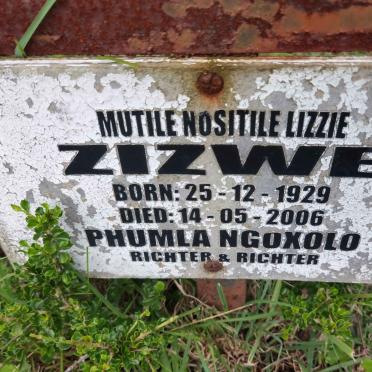 MUTILE NOSITILE LIZZIE
ZIZWE
BORN: 25 - 12 - 1929
DIED: 14 - 05 - 2006
PHUMLA NGOXOLO
RICHTER & RICHTER